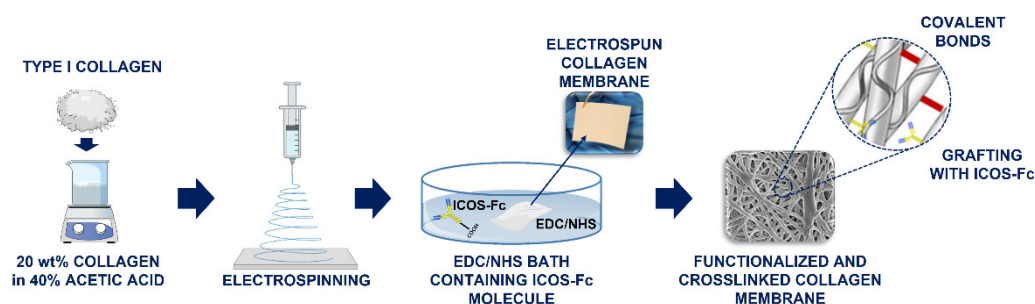 TYPE I COLLAGEN
20 wt% COLLAGEN
in 40% ACETIC ACID
ELECTROSPINNING
ELECTROSPUN
COLLAGEN
MEMBRANE
ICOS-Fc
COOH
EDC/NHS
EDC/NHS BATH
CONTAINING ICOS-Fc
MOLECULE
COVALENT
BONDS
GRAFTING
WITH ICOS-Fc
FUNCTIONALIZED AND
CROSSLINKED COLLAGEN
MEMBRANE